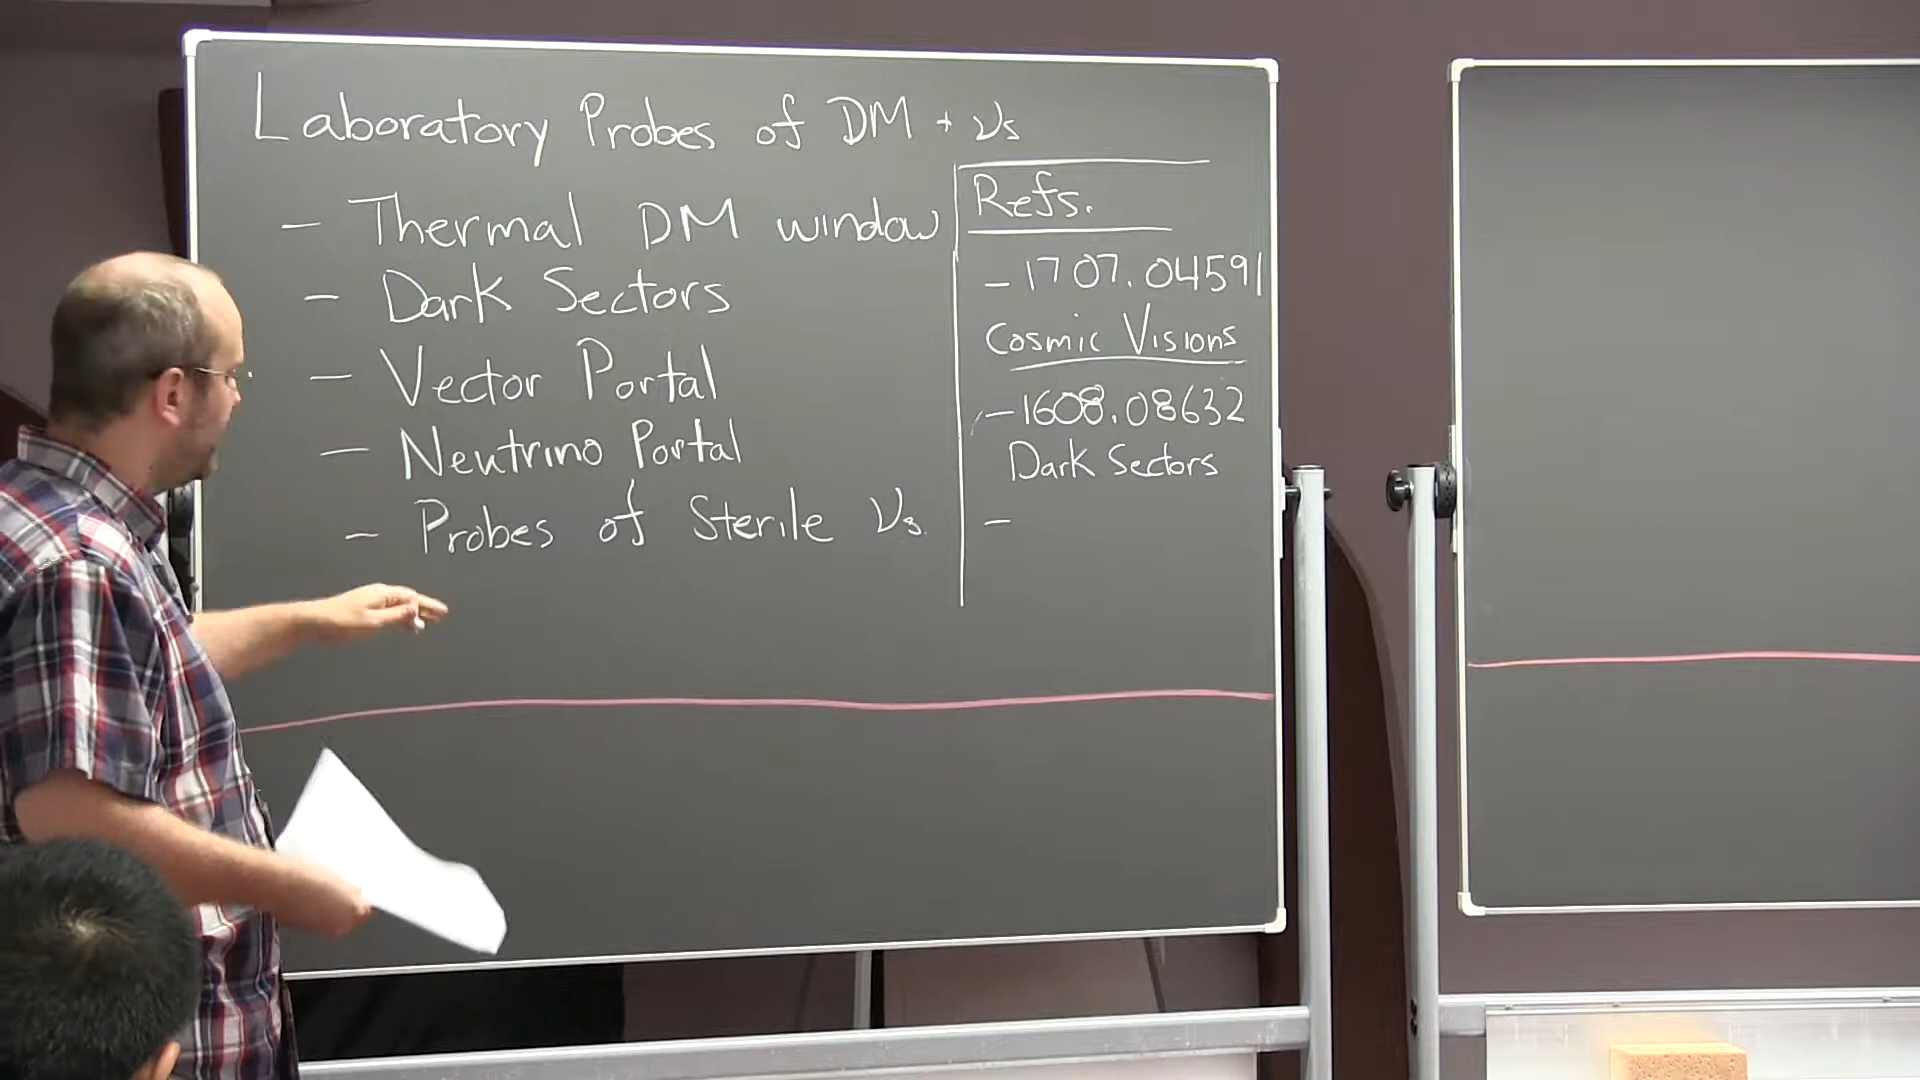 Laboratory Probes of DM + νs
- Thermal DM window
- Dark Sectors
- Vector Portal
- Neutrino Portal
- Probes of Sterile νs.
Refs.
- 1707.04591
Cosmic Visions
- 1608.08632
Dark Sectors
-